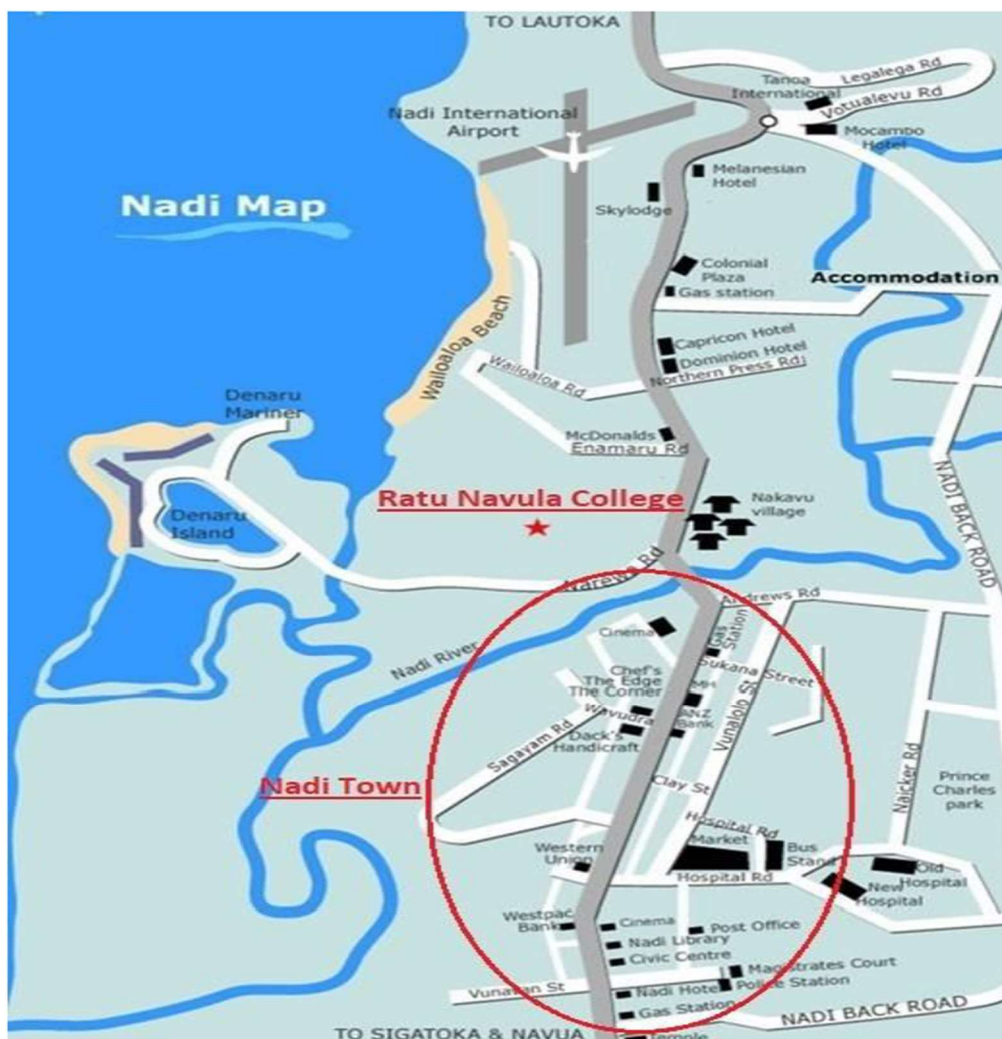 TO LAUTOKA
Legalega Rd
Tanoa
International
Votualevu Rd
Nadi International
Airport
Mocambo
Hotel
Melanesian
Hotel
Nadi Map
Skylodge
Colonial
Plaza
Accommodation
Gas station
Wailoaloa Beach
Capricon Hotel
Dominion Hotel
Wailoaloa Rd
Northern Press Rd
Denaru
Mariner
McDonalds
Enamaru Rd
NADI BACK ROAD
Ratu Navula College
Nakavu
village
Denaru
Island
Narewa Rd
Andrews Rd
Nadi River
Cinema
Gas
Station
Sukana Street
Chef's
The Edge
The Corner
MH
ANZ
Bank
Vunalolo St
Wavudra
Dack's
Handicraft
Sagayam Rd
Naicker Rd
Nadi Town
Clay St
Prince
Charles
park
Hospital Rd
Market
Bus
Stand
Western
Union
Hospital Rd
Old
Hospital
New
Hospital
Westpac
Bank
Cinema
Post Office
Nadi Library
Civic Centre
Magistrates Court
Police Station
Vunavan St
Nadi Hotel
Gas Station
NADI BACK ROAD
TO SIGATOKA & NAVUA
Temple